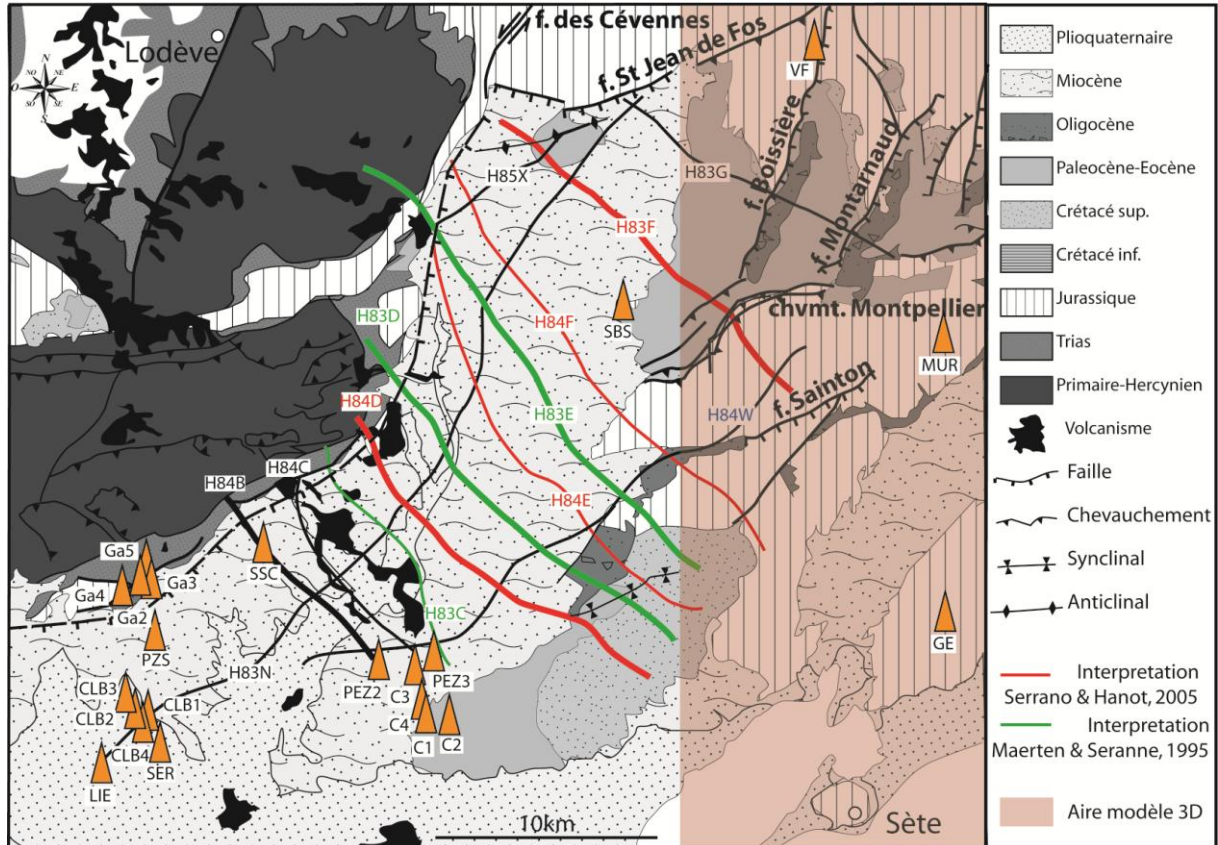 f. des Cévennes
Lodève
N
NO
NE
O
E
SO
SE
S
f. St Jean de Fos
VF
H85X
H83G
f. Boissière
f. Montarnaud
H83F
H83D
H84F
SBS
chvmt. Montpellier
MUR
H84D
H83E
H84W
f. Sainton
H84C
H84B
H84E
Ga5
Ga3
SSC
Ga4
Ga2
H83C
GE
PZS
H83N
PEZ2
C3
PEZ3
CLB3
CLB1
CLB2
C4
C1
C2
CLB4
SER
LIE
10km
Sète
Plioquaternaire
Miocène
Oligocène
Paleocène-Eocène
Crétacé sup.
Crétacé inf.
Jurassique
Trias
Primaire-Hercynien
Volcanisme
Faille
Chevauchement
Synclinal
Anticlinal
Interpretation
Serrano & Hanot, 2005
Interpretation
Maerten & Seranne, 1995
Aire modèle 3D